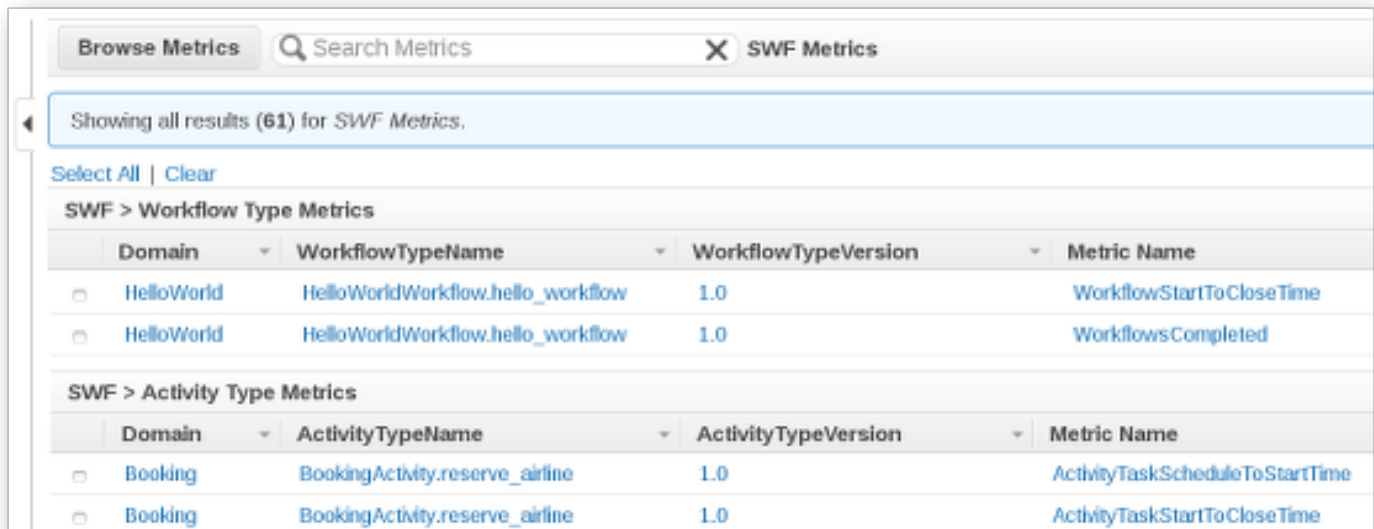 Browse Metrics Search Metrics SWF Metrics
Showing all results (61) for SWF Metrics.
Select All | Clear
SWF > Workflow Type Metrics
Domain WorkflowTypeName WorkflowTypeVersion Metric Name
HelloWorld HelloWorldWorkflow.hello_workflow 1.0 WorkflowStartToCloseTime
HelloWorld HelloWorldWorkflow.hello_workflow 1.0 WorkflowsCompleted
SWF > Activity Type Metrics
Domain ActivityTypeName ActivityTypeVersion Metric Name
Booking BookingActivity.reserve_airline 1.0 ActivityTaskScheduleToStartTime
Booking BookingActivity.reserve_airline 1.0 ActivityTaskStartToCloseTime